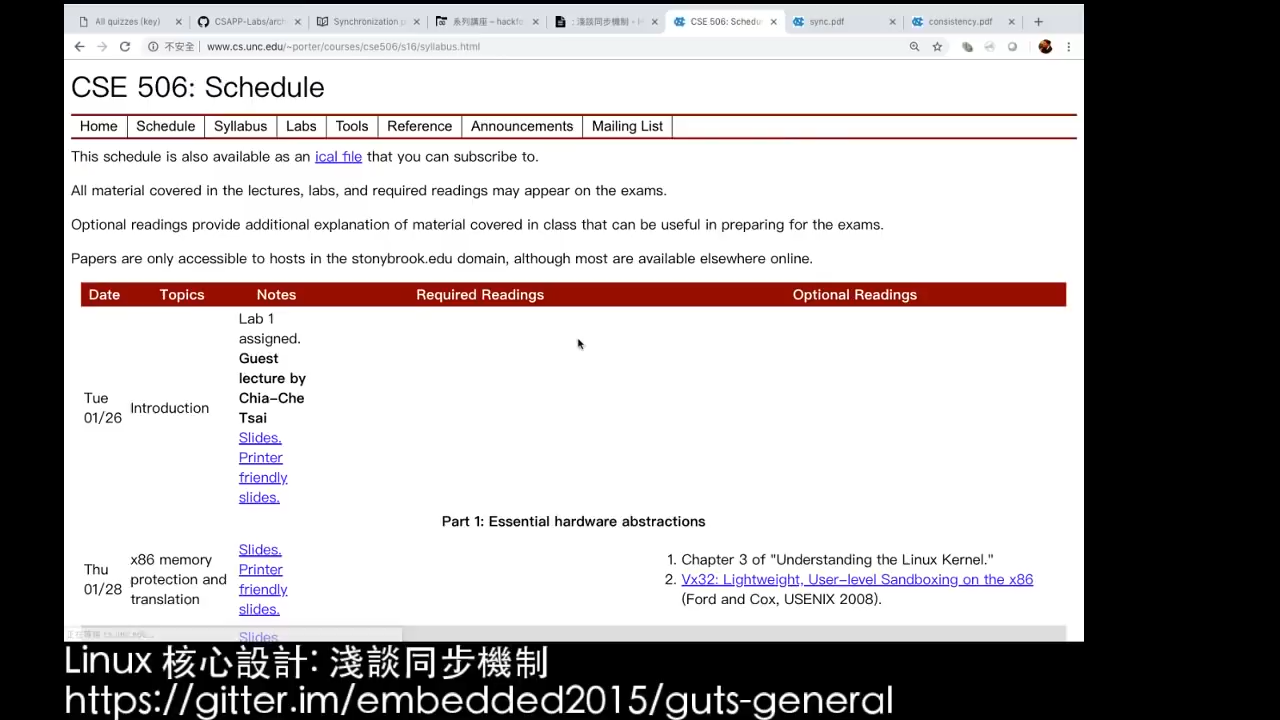 All quizzes (key)
CSAPP-Labs/arch
Synchronization p
系列講座 – hackfo
: 淺談同步機制 - H
CSE 506: Schedu
sync.pdf
consistency.pdf
不安全
www.cs.unc.edu/~porter/courses/cse506/s16/syllabus.html
CSE 506: Schedule
Home Schedule Syllabus Labs Tools Reference Announcements Mailing List
This schedule is also available as an ical file that you can subscribe to.
All material covered in the lectures, labs, and required readings may appear on the exams.
Optional readings provide additional explanation of material covered in class that can be useful in preparing for the exams.
Papers are only accessible to hosts in the stonybrook.edu domain, although most are available elsewhere online.
Date Topics Notes Required Readings Optional Readings
Tue
01/26
Introduction
Lab 1
assigned.
Guest
lecture by
Chia-Che
Tsai
Slides.
Printer
friendly
slides.
Part 1: Essential hardware abstractions
Thu
01/28
x86 memory
protection and
translation
Slides.
Printer
friendly
slides.
1. Chapter 3 of "Understanding the Linux Kernel."
2. Vx32: Lightweight, User-level Sandboxing on the x86
(Ford and Cox, USENIX 2008).
Slides.
Linux 核心設計: 淺談同步機制
https://gitter.im/embedded2015/guts-general